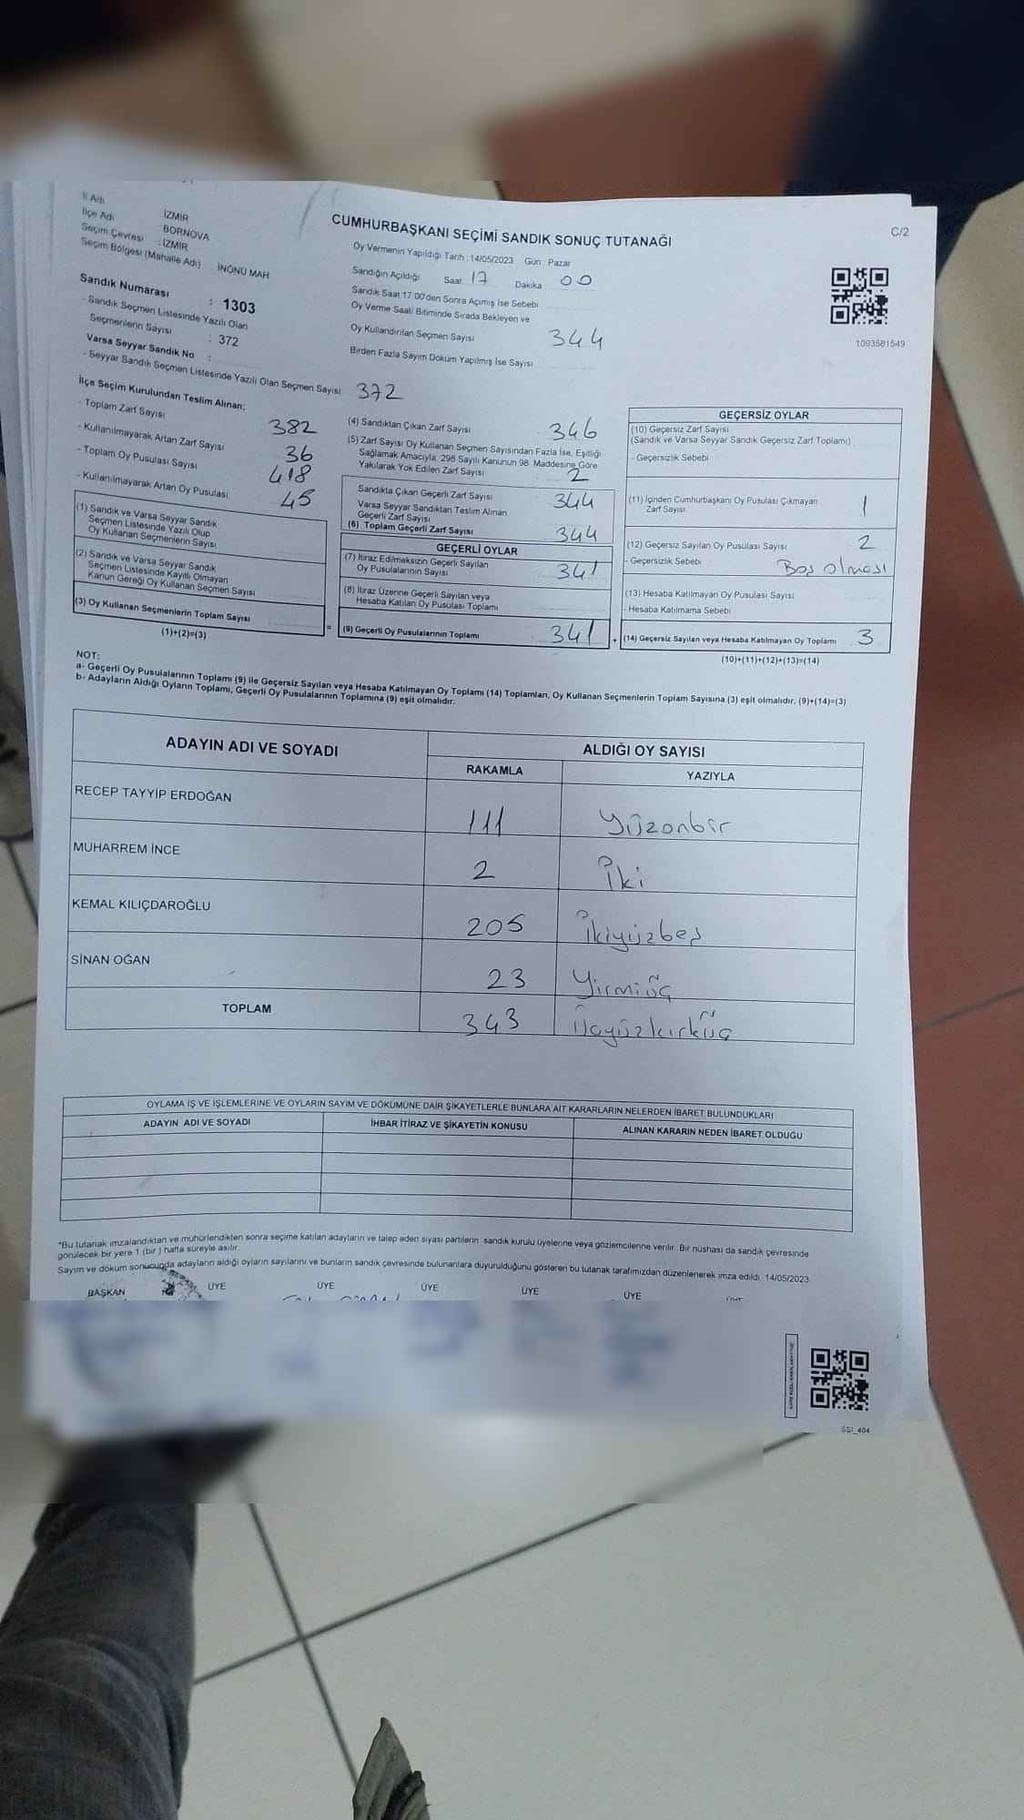 İl Adı
İlçe Adı
Seçim Çevresi
Seçim Bölgesi (Mahalle Adı)
İZMİR
BORNOVA
: İZMİR
: İNÖNÜ MAH
CUMHURBAŞKANI SEÇİMİ SANDIK SONUÇ TUTANAĞI
C/2
Oy Vermenin Yapıldığı Tarih : 14/05/2023 Gün : Pazar
Sandığın Açıldığı Saat 17 Dakika 00
Sandık Saat 17:00'den Sonra Açılmış İse Sebebi
Oy Verme Saati Bitiminde Sırada Bekleyen ve
Oy Kullandırılan Seçmen Sayısı 344
Birden Fazla Sayım Döküm Yapılmış İse Sayısı
1093581549
Sandık Numarası : 1303
- Sandık Seçmen Listesinde Yazılı Olan
Seçmenlerin Sayısı : 372
Varsa Seyyar Sandık No :
- Seyyar Sandık Seçmen Listesinde Yazılı Olan Seçmen Sayısı 372
İlçe Seçim Kurulundan Teslim Alınan;
- Toplam Zarf Sayısı 382
- Kullanılmayarak Artan Zarf Sayısı 36
- Toplam Oy Pusulası Sayısı 418
- Kullanılmayarak Artan Oy Pusulası 45
(1) Sandık ve Varsa Seyyar Sandık
Seçmen Listesinde Yazılı Olup
Oy Kullanan Seçmenlerin Sayısı
(2) Sandık ve Varsa Seyyar Sandık
Seçmen Listesinde Kayıtlı Olmayan
Kanun Gereği Oy Kullanan Seçmen Sayısı
(3) Oy Kullanan Seçmenlerin Toplam Sayısı
(1)+(2)=(3)
=
(4) Sandıktan Çıkan Zarf Sayısı 346
(5) Zarf Sayısı Oy Kullanan Seçmen Sayısından Fazla İse, Eşitliği
Sağlamak Amacıyla, 298 Sayılı Kanunun 98. Maddesine Göre
Yakılarak Yok Edilen Zarf Sayısı 2
Sandıkta Çıkan Geçerli Zarf Sayısı 344
Varsa Seyyar Sandıktan Teslim Alınan
Geçerli Zarf Sayısı
(6) Toplam Geçerli Zarf Sayısı 344
GEÇERLİ OYLAR
(7) İtiraz Edilmeksizin Geçerli Sayılan
Oy Pusulalarının Sayısı 341
(8) İtiraz Üzerine Geçerli Sayılan veya
Hesaba Katılan Oy Pusulası Toplamı
(9) Geçerli Oy Pusulalarının Toplamı 341
+
GEÇERSİZ OYLAR
(10) Geçersiz Zarf Sayısı
(Sandık ve Varsa Seyyar Sandık Geçersiz Zarf Toplamı)
- Geçersizlik Sebebi
(11) İçinden Cumhurbaşkanı Oy Pusulası Çıkmayan
Zarf Sayısı 1
(12) Geçersiz Sayılan Oy Pusulası Sayısı 2
- Geçersizlik Sebebi Boş olması
(13) Hesaba Katılmayan Oy Pusulası Sayısı
- Hesaba Katılmama Sebebi
(14) Geçersiz Sayılan veya Hesaba Katılmayan Oy Toplamı 3
(10)+(11)+(12)+(13)=(14)
NOT:
a- Geçerli Oy Pusulalarının Toplamı (9) ile Geçersiz Sayılan veya Hesaba Katılmayan Oy Toplamı (14) Toplamları, Oy Kullanan Seçmenlerin Toplam Sayısına (3) eşit olmalıdır. (9)+(14)=(3)
b- Adayların Aldığı Oyların Toplamı, Geçerli Oy Pusulalarının Toplamına (9) eşit olmalıdır.
ADAYIN ADI VE SOYADI
ALDIĞI OY SAYISI
RAKAMLA YAZIYLA
RECEP TAYYİP ERDOĞAN 111 Yüzonbir
MUHARREM İNCE 2 İki
KEMAL KILIÇDAROĞLU 205 İkiyüzbeş
SİNAN OĞAN 23 Yirmiüç
TOPLAM 343 Üçyüzkırküç
OYLAMA İŞ VE İŞLEMLERİNE VE OYLARIN SAYIM VE DÖKÜMÜNE DAİR ŞİKAYETLERLE BUNLARA AİT KARARLARIN NELERDEN İBARET BULUNDUKLARI
ADAYIN ADI VE SOYADI İHBAR İTİRAZ VE ŞİKAYETİN KONUSU ALINAN KARARIN NEDEN İBARET OLDUĞU
*Bu tutanak imzalandıktan ve mühürlendikten sonra seçime katılan adayların ve talep eden siyasi partilerin sandık kurulu üyelerine veya gözlemcilerine verilir. Bir nüshası da sandık çevresinde
görülecek bir yere 1 (bir) hafta süreyle asılır.
Sayım ve döküm sonucunda adayların aldığı oyların sayılarını ve bunların sandık çevresinde bulunanlara duyurulduğunu gösteren bu tutanak tarafımızdan düzenlenerek imza edildi. 14/05/2023
BAŞKAN ÜYE ÜYE ÜYE ÜYE ÜYE
SSI_404